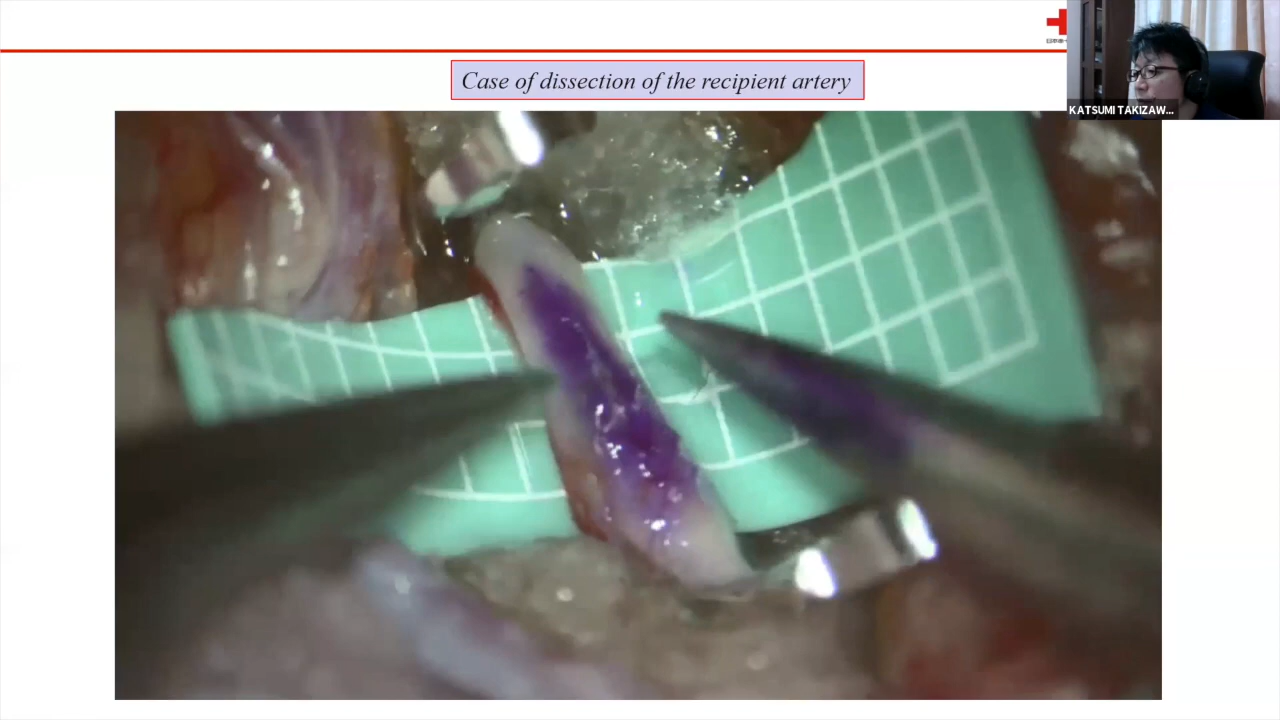 Case of dissection of the recipient artery
KATSUMI TAKIZAW...